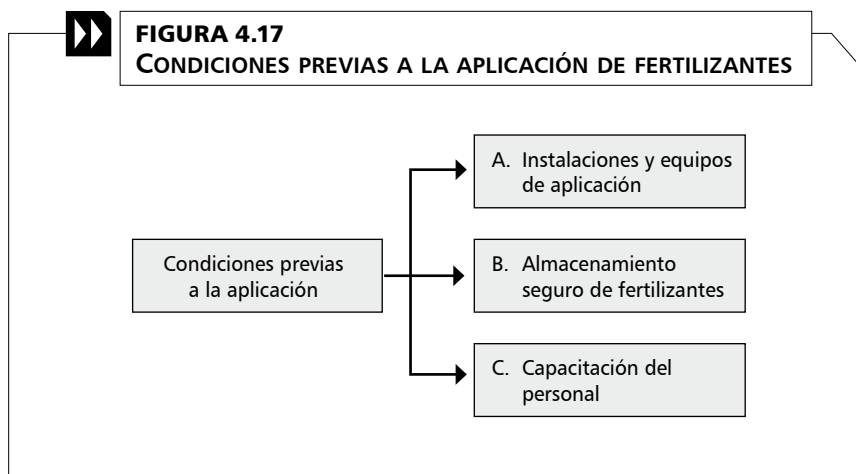 FIGURA 4.17
CONDICIONES PREVIAS A LA APLICACIÓN DE FERTILIZANTES
A. Instalaciones y equipos
de aplicación
Condiciones previas
a la aplicación
B. Almacenamiento
seguro de fertilizantes
C. Capacitación del
personal